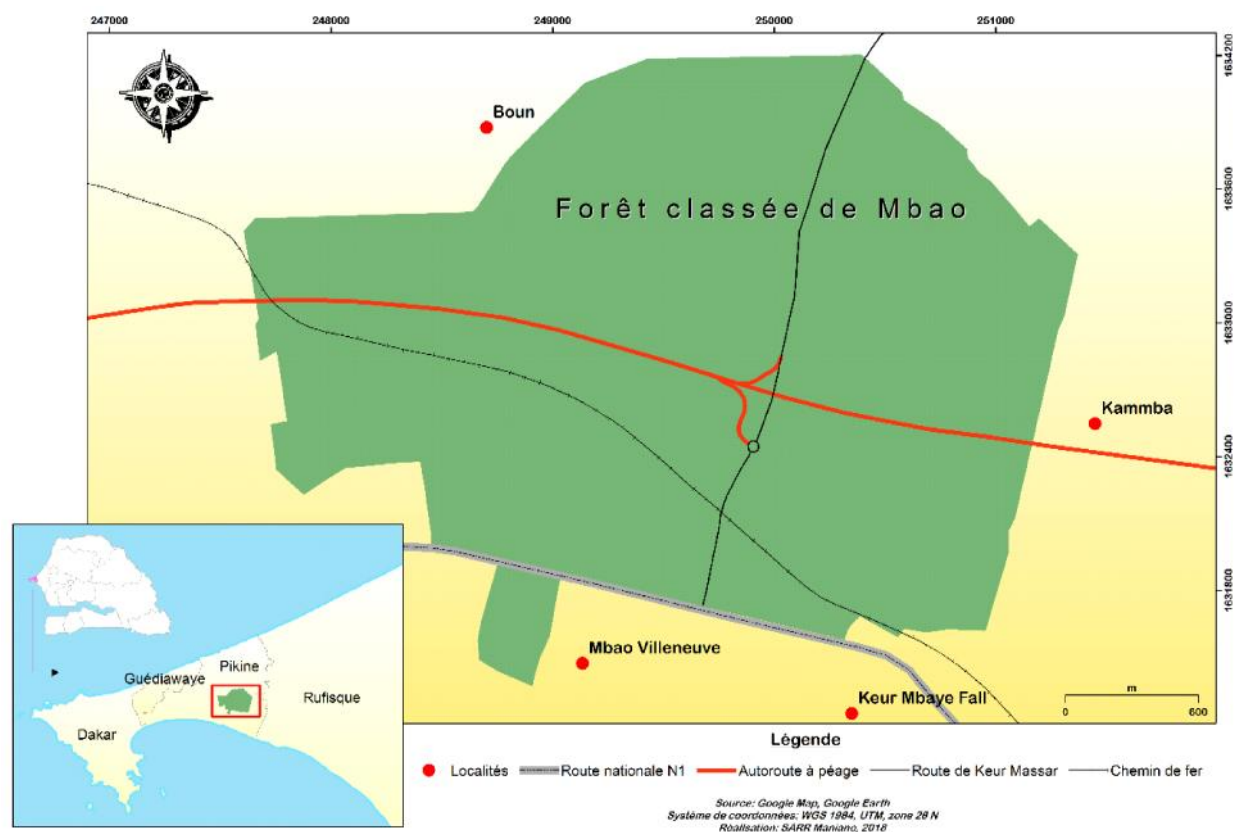 247000 248000 249000 250000 251000
1634200
1633600
1633000
1632400
1631800
Boun
Forêt classée de Mbao
Kammba
Mbao Villeneuve
Keur Mbaye Fall
m
0 600
Pikine
Guédiawaye
Rufisque
Dakar
Légende
Localités Route nationale N1 Autoroute à péage Route de Keur Massar Chemin de fer
Source: Google Map, Google Earth
Système de coordonnées: WGS 1984, UTM, zone 28 N
Réalisation: SARR Mariano, 2018